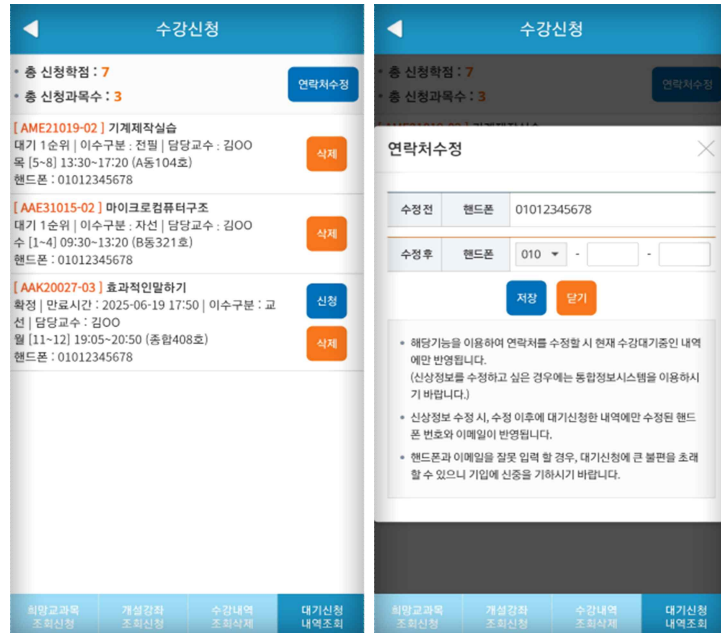 수강신청
• 총 신청학점 : 7
• 총 신청과목수 : 3
연락처수정
[ AME21019-02 ] 기계제작실습
대기 1순위 | 이수구분 : 전필 | 담당교수 : 김OO
목 [5~8] 13:30~17:20 (A동104호)
핸드폰 : 01012345678
삭제
[ AAE31015-02 ] 마이크로컴퓨터구조
대기 1순위 | 이수구분 : 자선 | 담당교수 : 김OO
수 [1~4] 09:30~13:20 (B동321호)
핸드폰 : 01012345678
삭제
[ AAK20027-03 ] 효과적인말하기
확정 | 만료시간 : 2025-06-19 17:50 | 이수구분 : 교
선 | 담당교수 : 김OO
월 [11~12] 19:05~20:50 (종합408호)
핸드폰 : 01012345678
신청
삭제
희망교과목
조회신청
개설강좌
조회신청
수강내역
조회삭제
대기신청
내역조회
수강신청
• 총 신청학점 : 7
• 총 신청과목수 : 3
연락처수정
연락처수정
수정전 핸드폰 01012345678
수정후 핸드폰 010 - -
저장 닫기
• 해당기능을 이용하여 연락처를 수정할 시 현재 수강대기중인 내역
에만 반영됩니다.
(신상정보를 수정하고 싶은 경우에는 통합정보시스템을 이용하시
기 바랍니다.)
• 신상정보 수정 시, 수정 이후에 대기신청한 내역에만 수정된 핸드
폰 번호와 이메일이 반영됩니다.
• 핸드폰과 이메일을 잘못 입력 할 경우, 대기신청에 큰 불편을 초래
할 수 있으니 기입에 신중을 기하시기 바랍니다.
희망교과목
조회신청
개설강좌
조회신청
수강내역
조회삭제
대기신청
내역조회